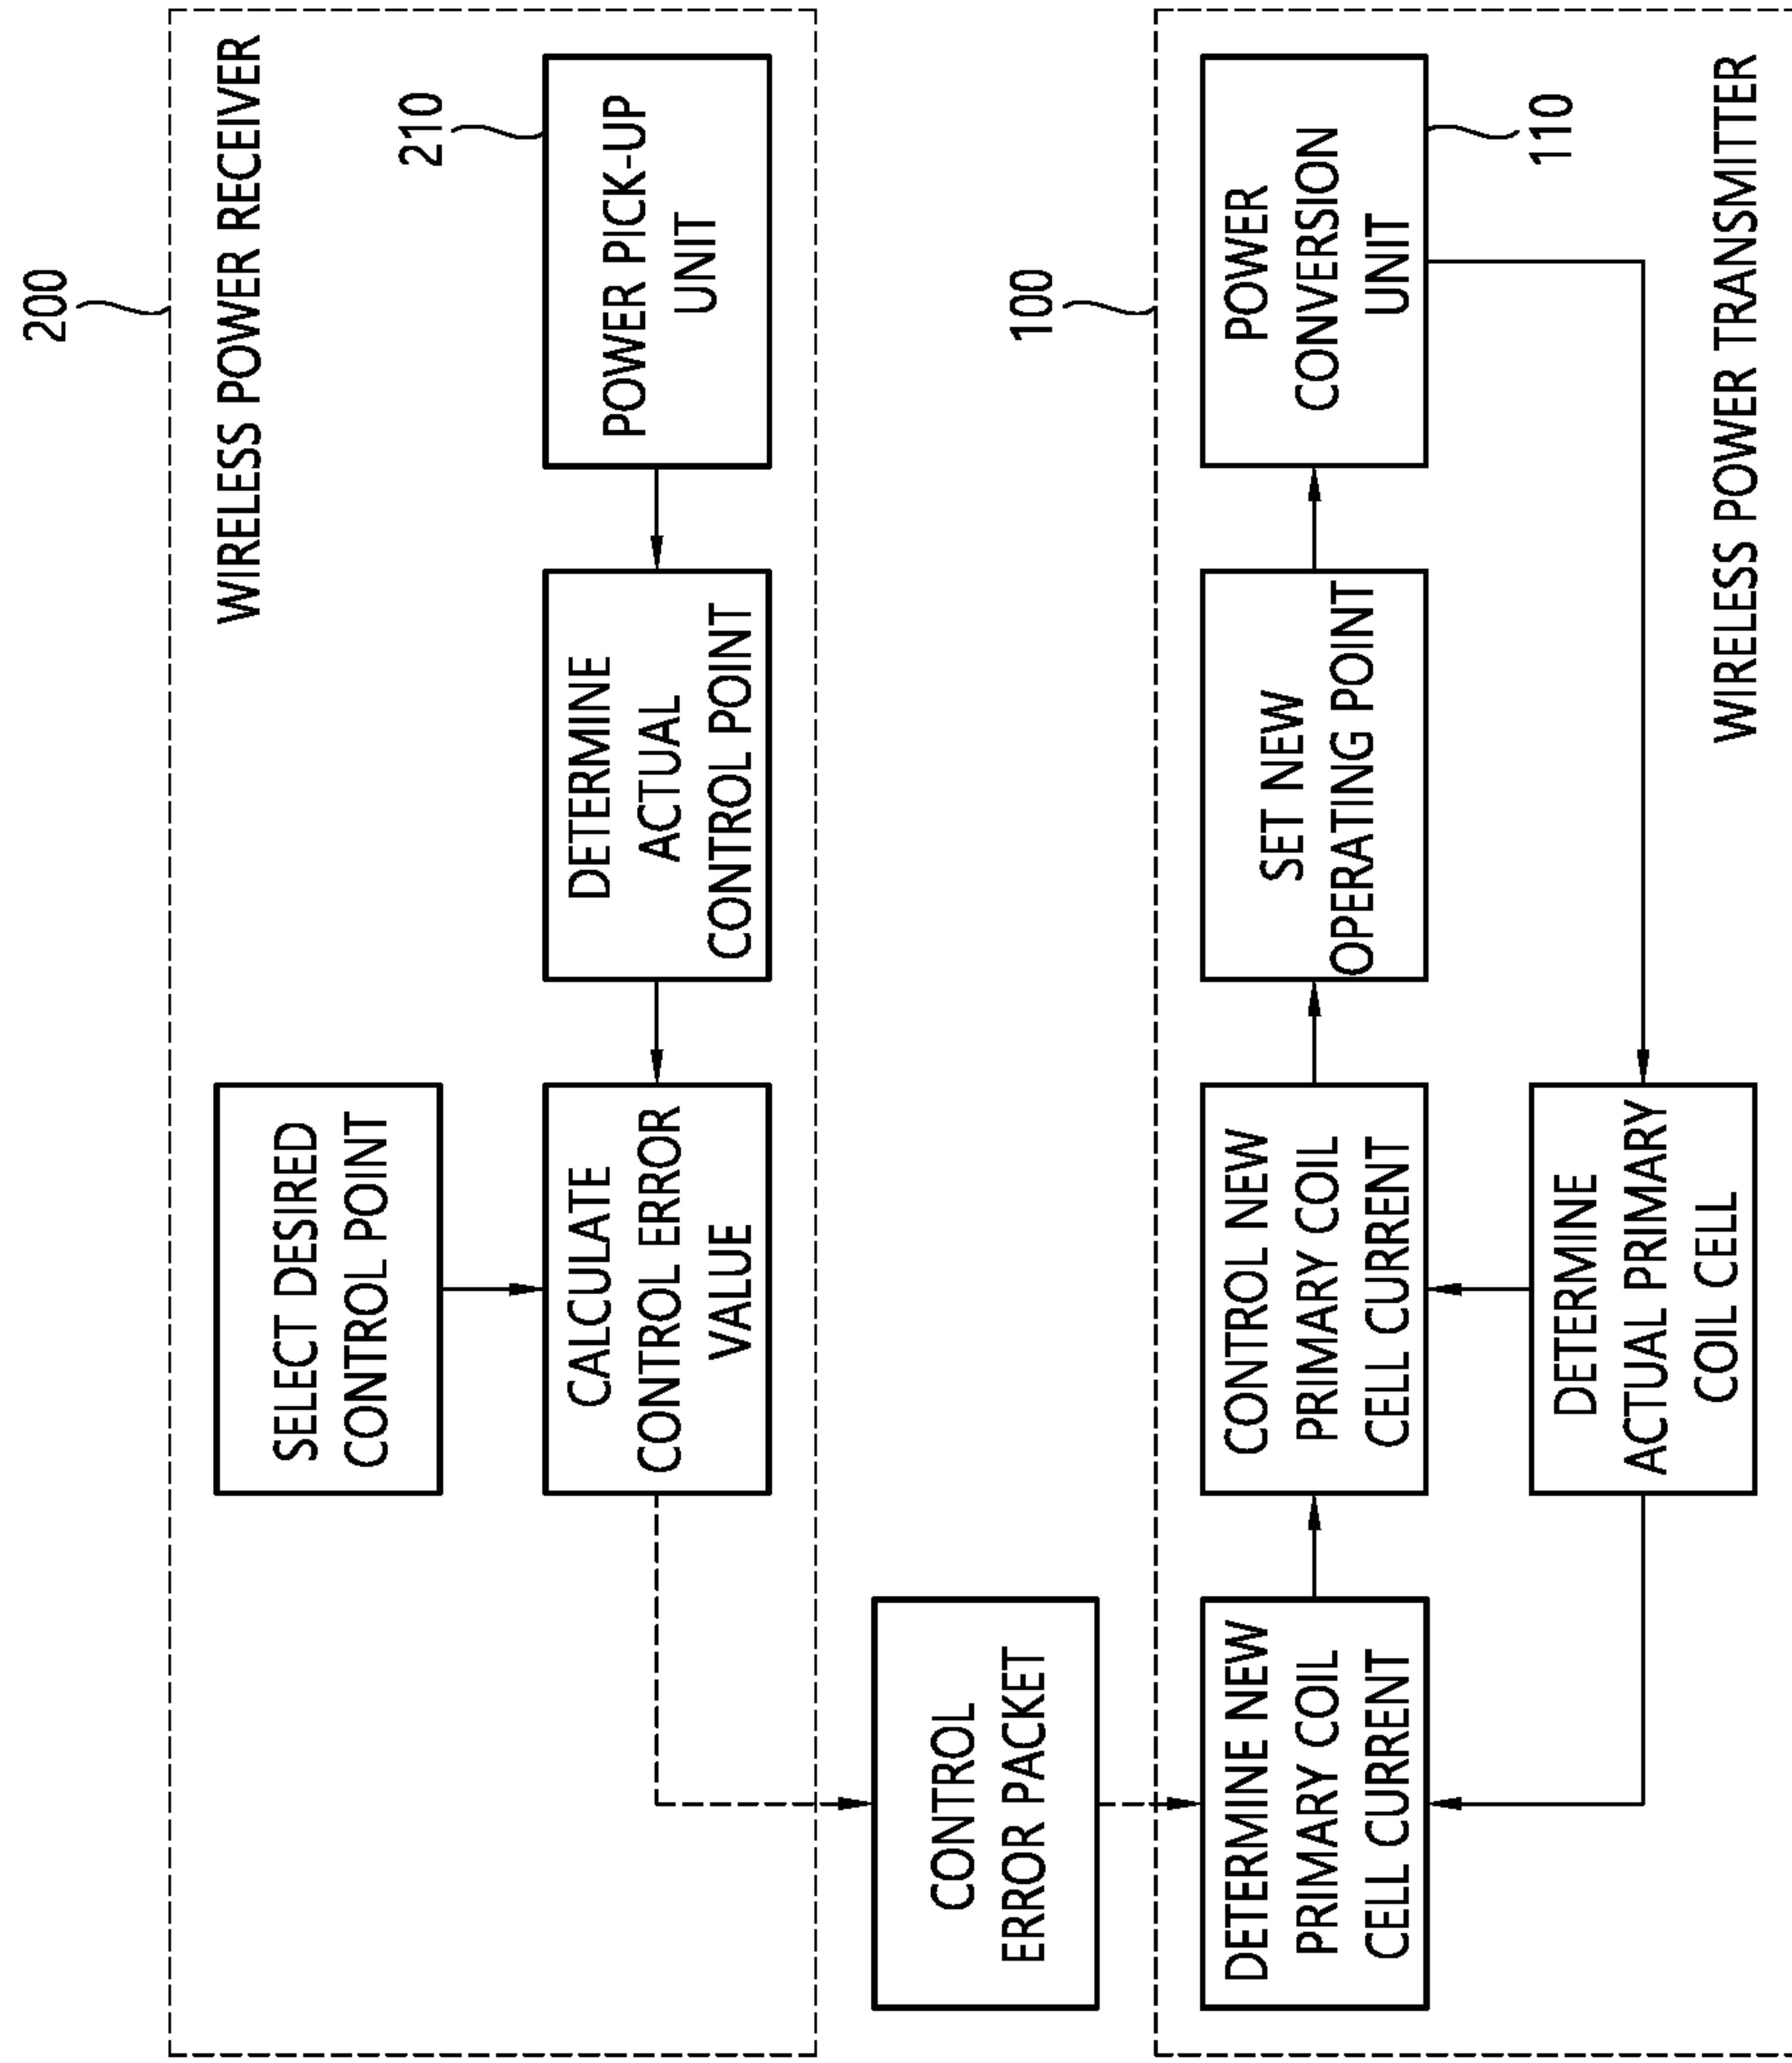 200
WIRELESS POWER RECEIVER
SELECT DESIRED
CONTROL POINT
210
CALCULATE
CONTROL ERROR
VALUE
DETERMINE
ACTUAL
CONTROL POINT
POWER PICK-UP
UNIT
CONTROL
ERROR PACKET
100
DETERMINE NEW
PRIMARY COIL
CELL CURRENT
CONTROL NEW
PRIMARY COIL
CELL CURRENT
SET NEW
OPERATING POINT
POWER
CONVERSION
UNIT
110
DETERMINE
ACTUAL PRIMARY
COIL CELL
WIRELESS POWER TRANSMITTER